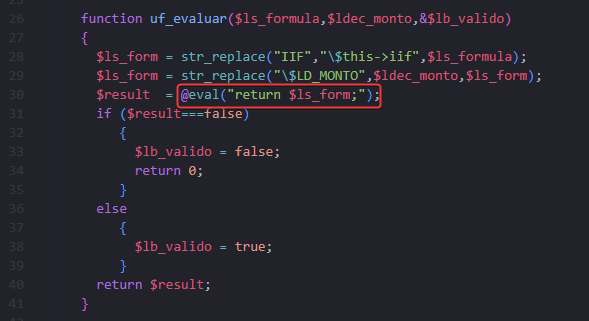 26 function uf_evaluar($ls_formula,$ldec_monto,&$lb_valido)
27 {
28 $ls_form = str_replace("IIF","\$this->iif",$ls_formula);
29 $ls_form = str_replace("\$LD_MONTO",$ldec_monto,$ls_form);
30 $result  = @eval("return $ls_form;");
31 if ($result===false)
32 {
33 $lb_valido = false;
34 return 0;
35 }
36 else
37 {
38 $lb_valido = true;
39 }
40 return $result;
41 }